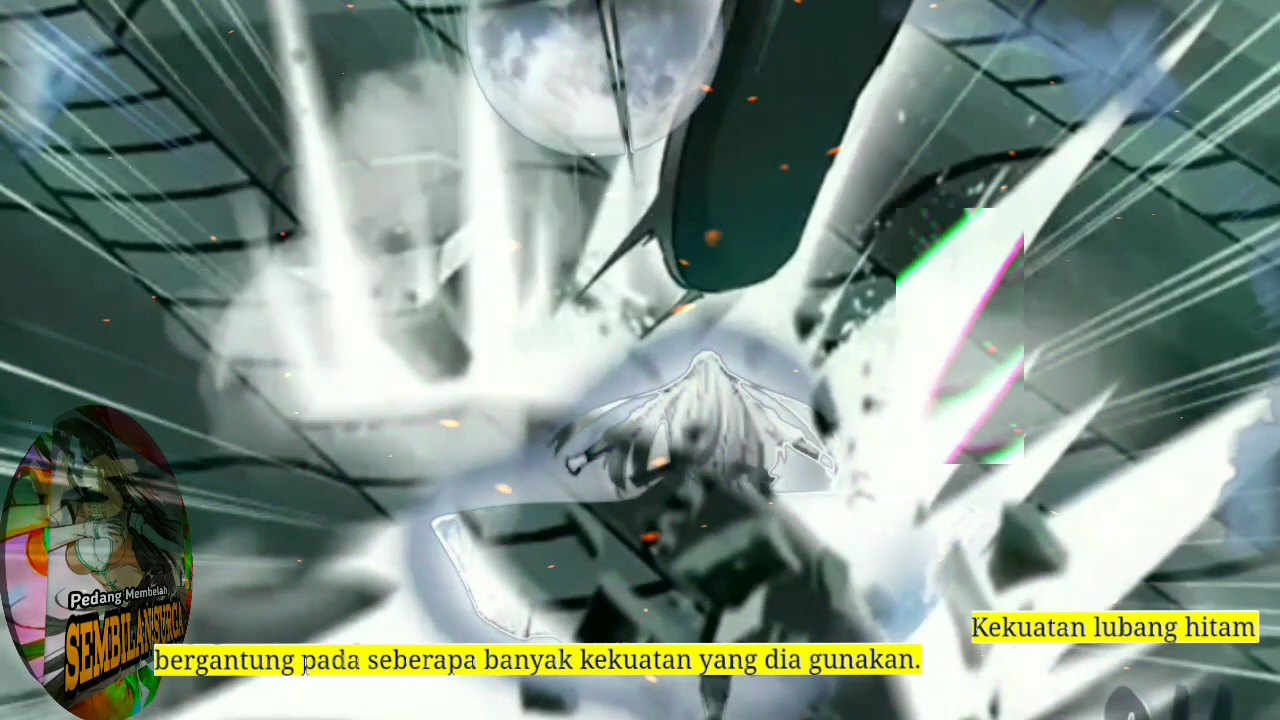 Pedang Membelah
SEMBILAN SURGA
Kekuatan lubang hitam
bergantung pada seberapa banyak kekuatan yang dia gunakan.